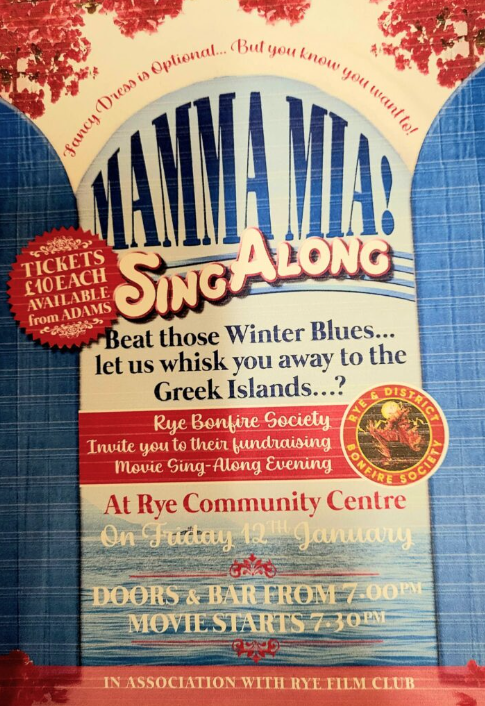 Fancy Dress is Optional... But you know you want to!
MAMMA MIA!
SING ALONG
TICKETS
£10 EACH
AVAILABLE
from ADAMS
Beat those Winter Blues...
let us whisk you away to the
Greek Islands...?
Rye Bonfire Society
Invite you to their fundraising
Movie Sing-Along Evening
RYE & DISTRICT
BONFIRE SOCIETY
At Rye Community Centre
On Friday 12TH January
DOORS & BAR FROM 7.00PM
MOVIE STARTS 7.30PM
IN ASSOCIATION WITH RYE FILM CLUB